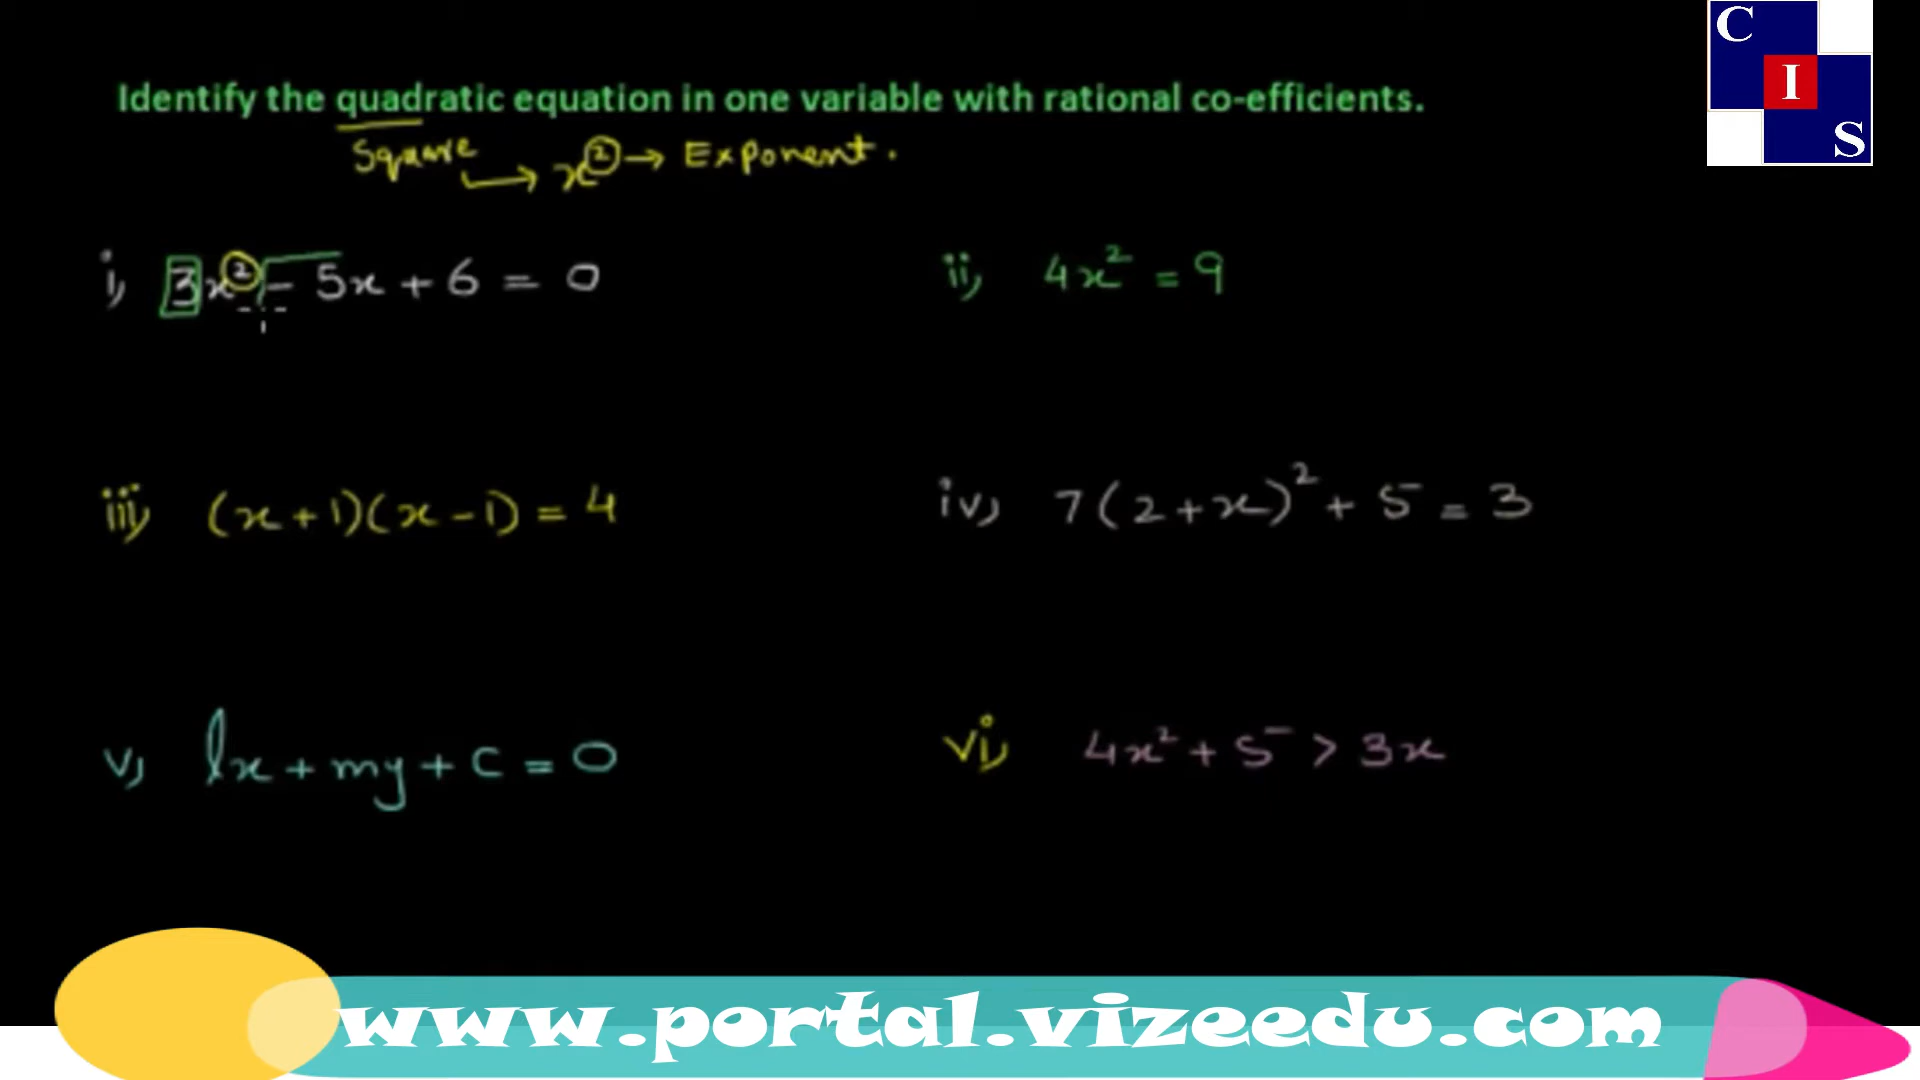 C
I
S
Identify the quadratic equation in one variable with rational co-efficients.
Square → x² → Exponent.
i, 3x² - 5x + 6 = 0
ii, 4x² = 9
iii, (x+1)(x-1) = 4
iv, 7(2+x)² + 5 = 3
v, lx + my + c = 0
vi, 4x² + 5 > 3x
www.portal.vizeedu.com